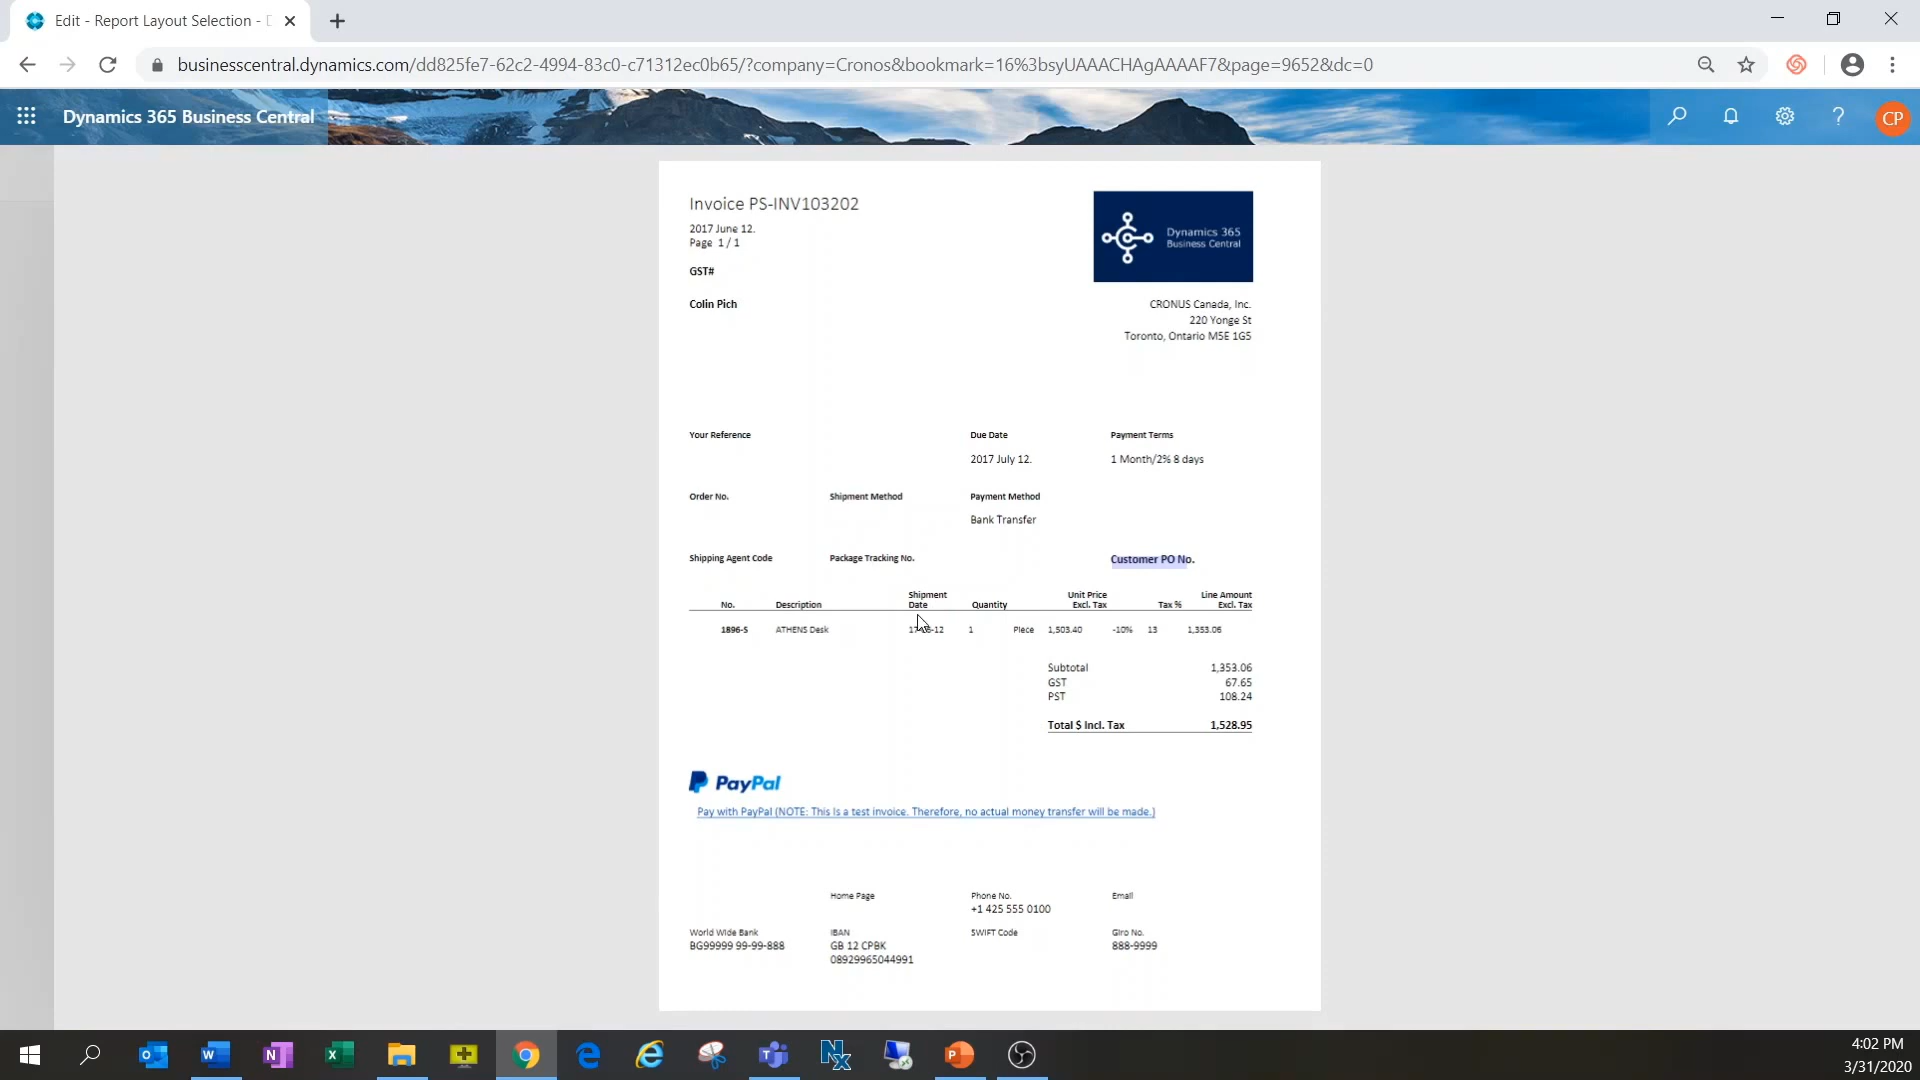 Edit - Report Layout Selection -
businesscentral.dynamics.com/dd825fe7-62c2-4994-83c0-c71312ec0b65/?company=Cronos&bookmark=16%3bsyUAAACHAgAAAAF7&page=9652&dc=0
Dynamics 365 Business Central
CP
Invoice PS-INV103202
2017 June 12.
Page 1 / 1
Dynamics 365
Business Central
GST#
Colin Pich
CRONUS Canada, Inc.
220 Yonge St
Toronto, Ontario M5E 1G5
Your Reference Due Date Payment Terms
2017 July 12. 1 Month/2% 8 days
Order No. Shipment Method Payment Method
Bank Transfer
Shipping Agent Code Package Tracking No. Customer PO No.
Shipment Unit Price Line Amount
No. Description Date Quantity Excl. Tax Tax % Excl. Tax
1896-S ATHENS Desk 1 Piece 1,503.40 -10% 13 1,353.06
Subtotal 1,353.06
GST 67.65
PST 108.24
Total $ Incl. Tax 1,528.95
PayPal
Pay with PayPal (NOTE: This is a test invoice. Therefore, no actual money transfer will be made.)
Home Page Phone No. Email
+1 425 555 0100
World Wide Bank IBAN SWIFT Code Giro No.
BG99999 99-99-888 GB 12 CPBK 888-9999
08929965044991
4:02 PM
3/31/2020